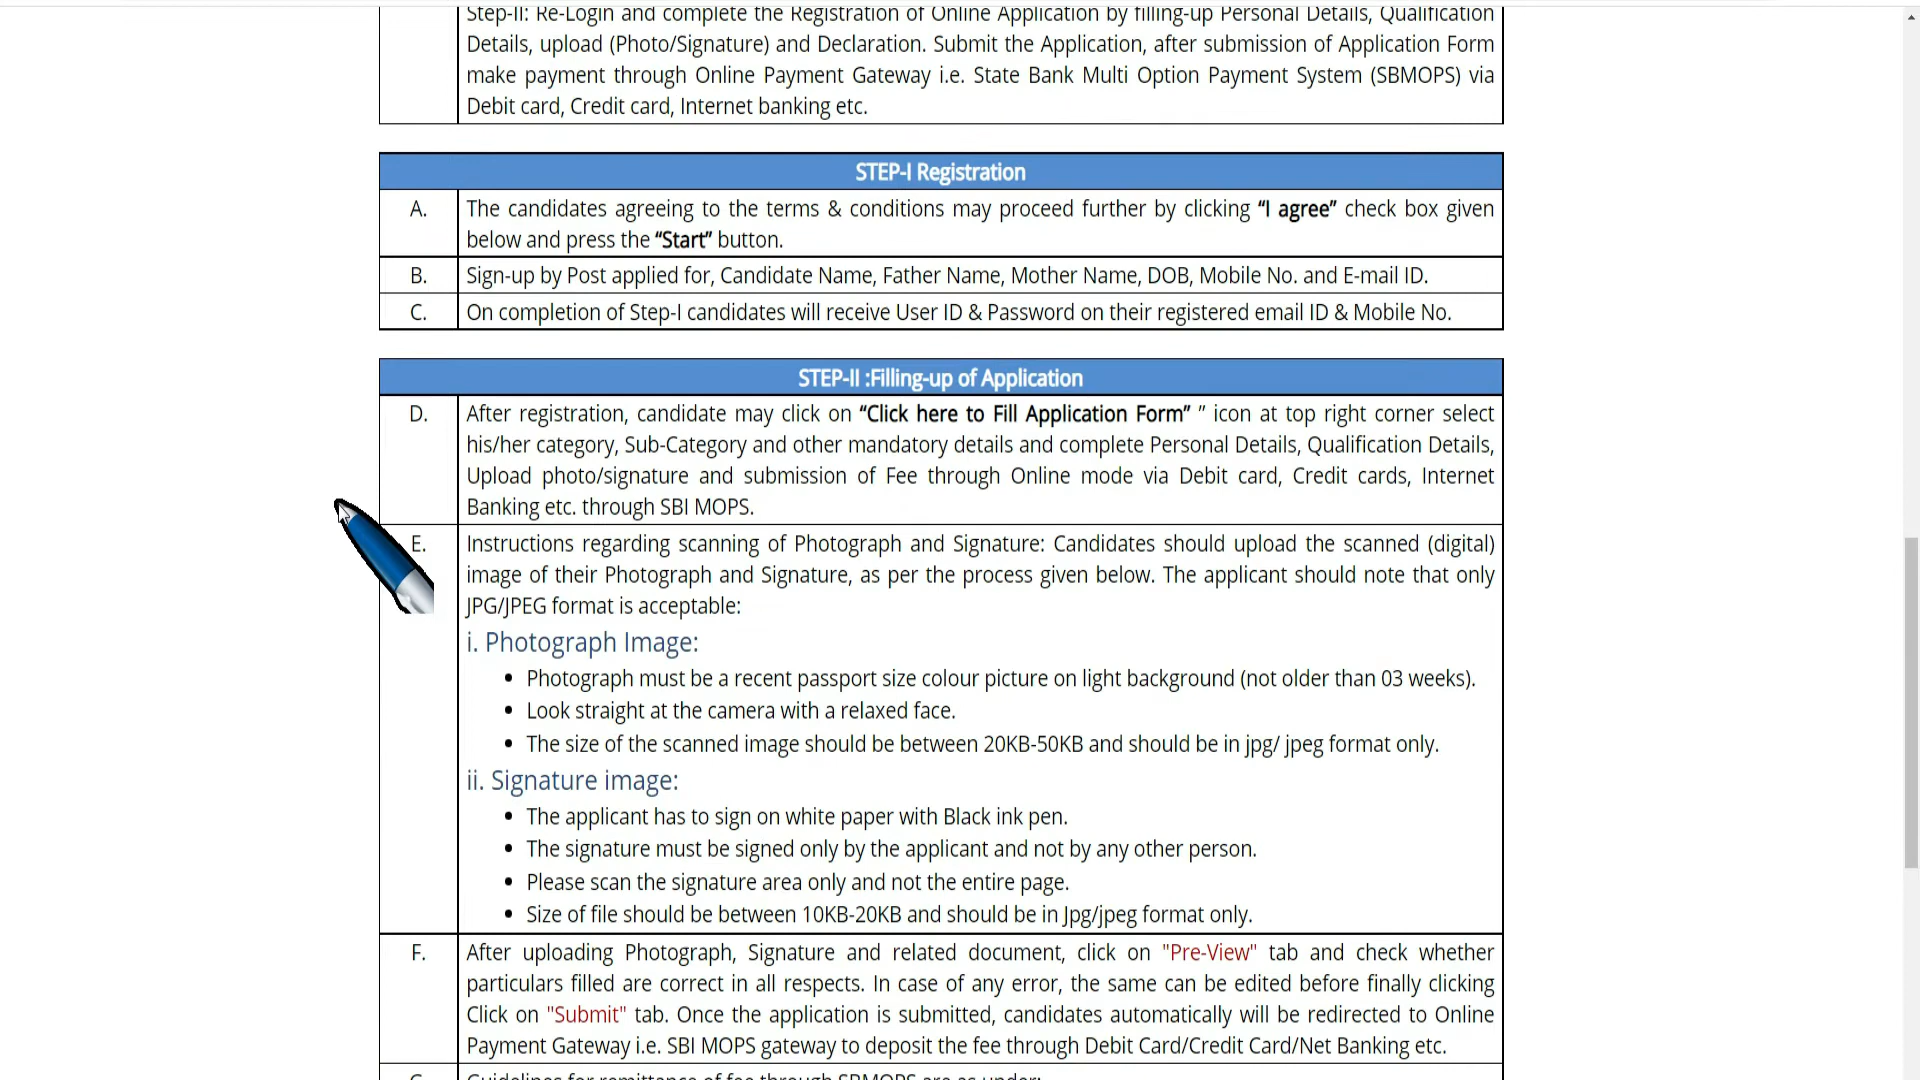 Step-II: Re-Login and complete the Registration of Online Application by filling-up Personal Details, Qualification
Details, upload (Photo/Signature) and Declaration. Submit the Application, after submission of Application Form
make payment through Online Payment Gateway i.e. State Bank Multi Option Payment System (SBMOPS) via
Debit card, Credit card, Internet banking etc.
STEP-I Registration
A.
The candidates agreeing to the terms & conditions may proceed further by clicking “I agree” check box given
below and press the “Start” button.
B.
Sign-up by Post applied for, Candidate Name, Father Name, Mother Name, DOB, Mobile No. and E-mail ID.
C.
On completion of Step-I candidates will receive User ID & Password on their registered email ID & Mobile No.
STEP-II :Filling-up of Application
D.
After registration, candidate may click on “Click here to Fill Application Form” ” icon at top right corner select
his/her category, Sub-Category and other mandatory details and complete Personal Details, Qualification Details,
Upload photo/signature and submission of Fee through Online mode via Debit card, Credit cards, Internet
Banking etc. through SBI MOPS.
E.
Instructions regarding scanning of Photograph and Signature: Candidates should upload the scanned (digital)
image of their Photograph and Signature, as per the process given below. The applicant should note that only
JPG/JPEG format is acceptable:
i. Photograph Image:
• Photograph must be a recent passport size colour picture on light background (not older than 03 weeks).
• Look straight at the camera with a relaxed face.
• The size of the scanned image should be between 20KB-50KB and should be in jpg/ jpeg format only.
ii. Signature image:
• The applicant has to sign on white paper with Black ink pen.
• The signature must be signed only by the applicant and not by any other person.
• Please scan the signature area only and not the entire page.
• Size of file should be between 10KB-20KB and should be in Jpg/jpeg format only.
F.
After uploading Photograph, Signature and related document, click on "Pre-View" tab and check whether
particulars filled are correct in all respects. In case of any error, the same can be edited before finally clicking
Click on "Submit" tab. Once the application is submitted, candidates automatically will be redirected to Online
Payment Gateway i.e. SBI MOPS gateway to deposit the fee through Debit Card/Credit Card/Net Banking etc.
G.
Guidelines for remittance of fee through SBMOPS are as under: